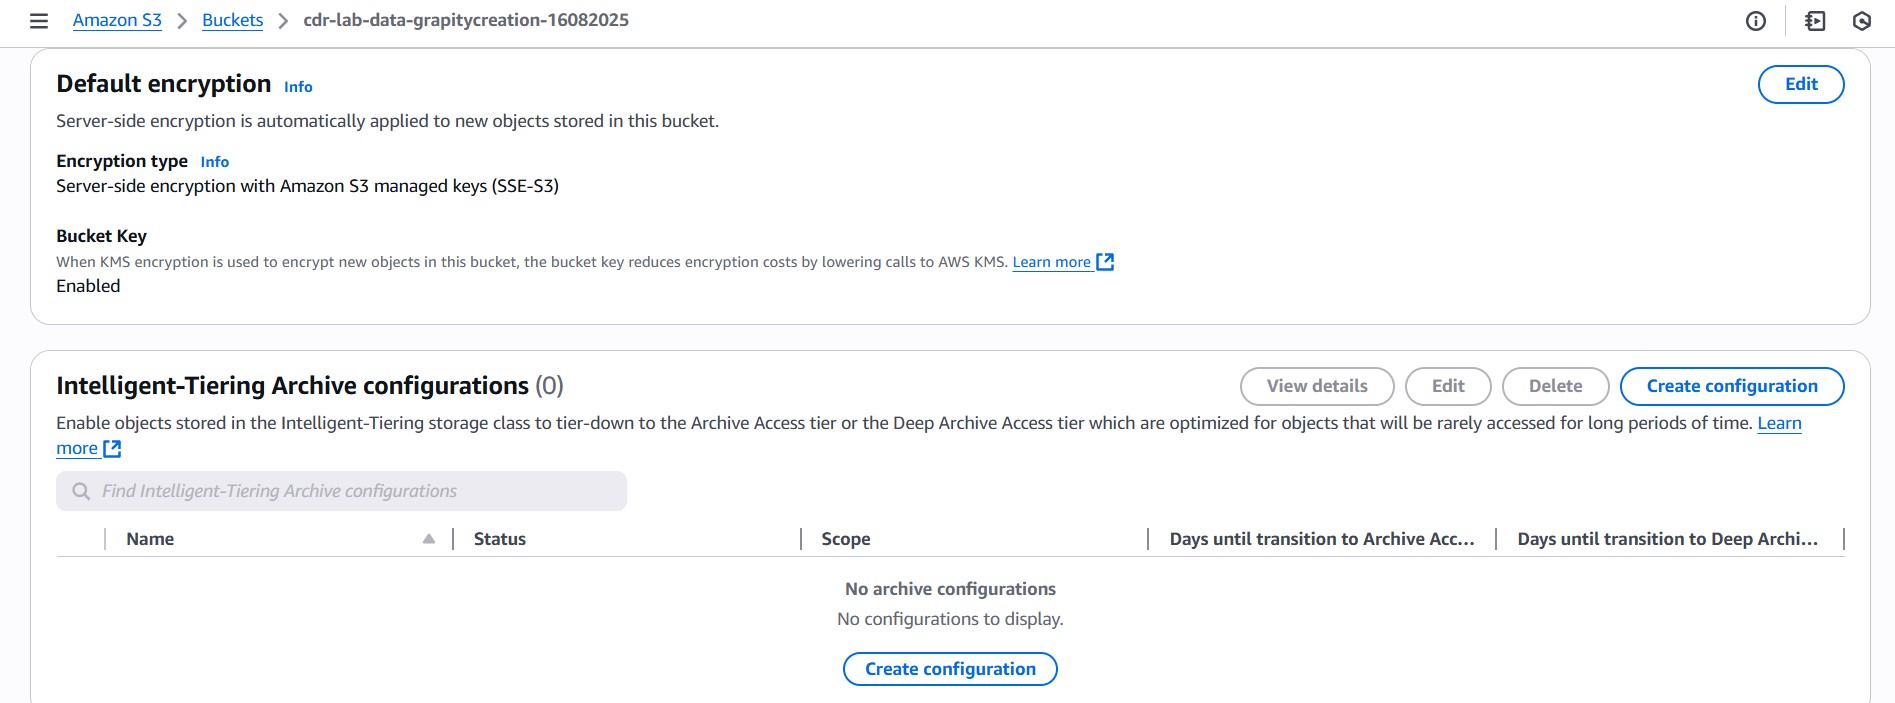 Amazon S3 > Buckets > cdr-lab-data-grapitycreation-16082025
Default encryption Info
Edit
Server-side encryption is automatically applied to new objects stored in this bucket.
Encryption type Info
Server-side encryption with Amazon S3 managed keys (SSE-S3)
Bucket Key
When KMS encryption is used to encrypt new objects in this bucket, the bucket key reduces encryption costs by lowering calls to AWS KMS. Learn more
Enabled
Intelligent-Tiering Archive configurations (0)
View details Edit Delete Create configuration
Enable objects stored in the Intelligent-Tiering storage class to tier-down to the Archive Access tier or the Deep Archive Access tier which are optimized for objects that will be rarely accessed for long periods of time. Learn
more
Find Intelligent-Tiering Archive configurations
Name Status Scope Days until transition to Archive Acc... Days until transition to Deep Archi...
No archive configurations
No configurations to display.
Create configuration